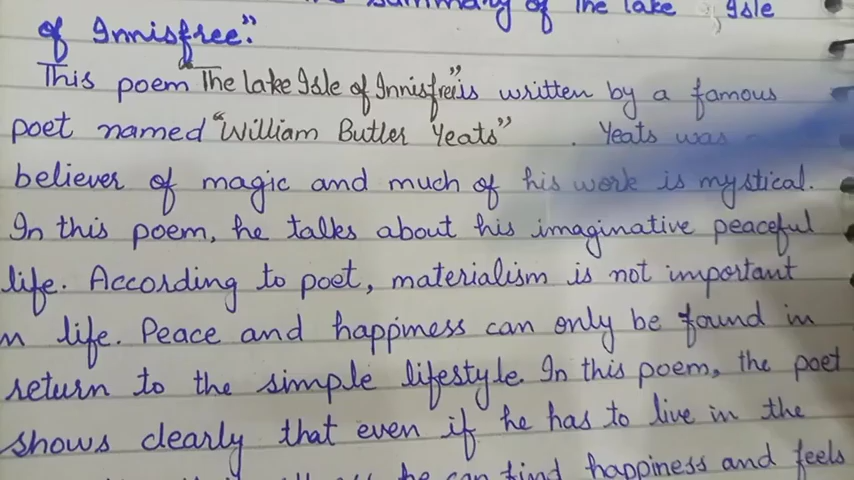 summary of The lake Isle
of Innisfree".
This poem "The lake Isle of Innisfree" is written by a famous
poet named "William Butler Yeats" . Yeats was
believer of magic and much of his work is mystical.
In this poem, he talks about his imaginative peaceful
life. According to poet, materialism is not important
n life. Peace and happiness can only be found in
return to the simple lifestyle. In this poem, the poet
shows clearly that even if he has to live in the
he can find happiness and feels